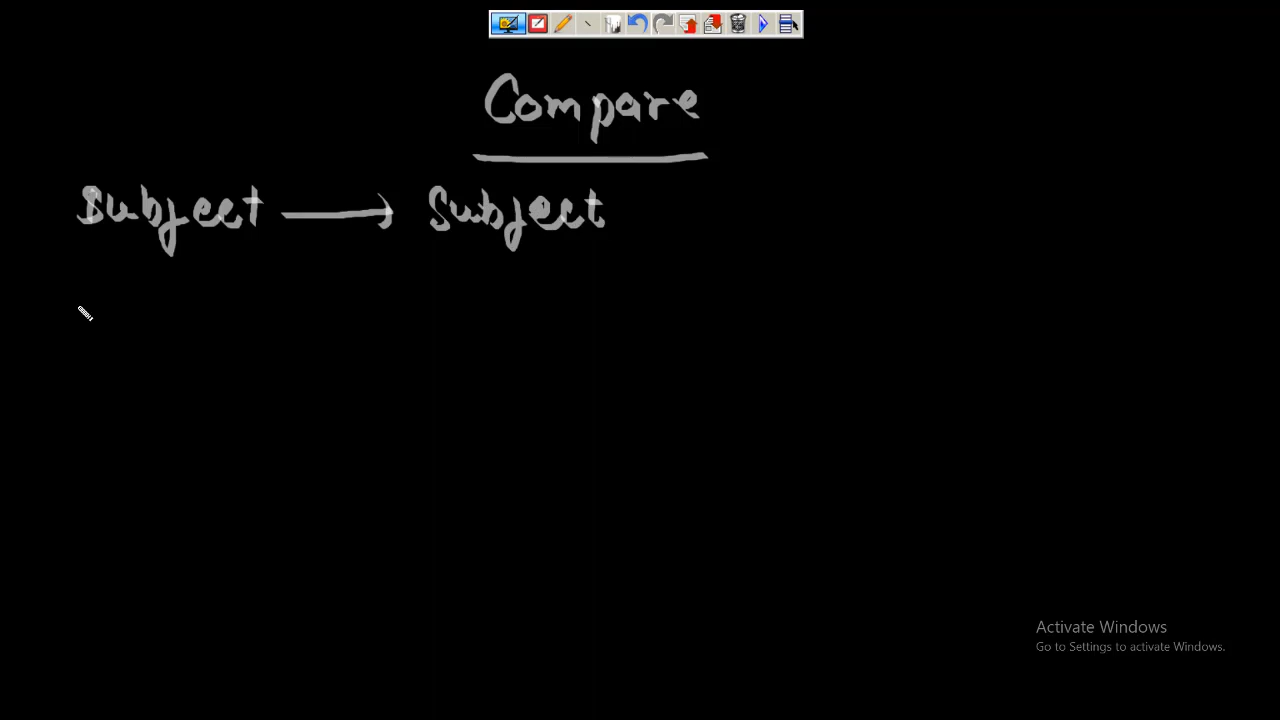 Compare
Subject → Subject
Activate Windows
Go to Settings to activate Windows.